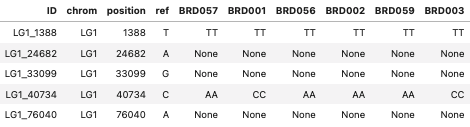 ID chrom position ref BRD059 BRD001 BRD056 BRD002 BRD059 BRD003
LG1_1388 LG1 1388 T TT TT TT TT TT TT
LG1_24682 LG1 24682 A None None None None None None
LG1_33099 LG1 33099 G None None None None None None
LG1_40734 LG1 40734 C AA CC AA AA AA CC
LG1_76040 LG1 76040 A None None None None None None